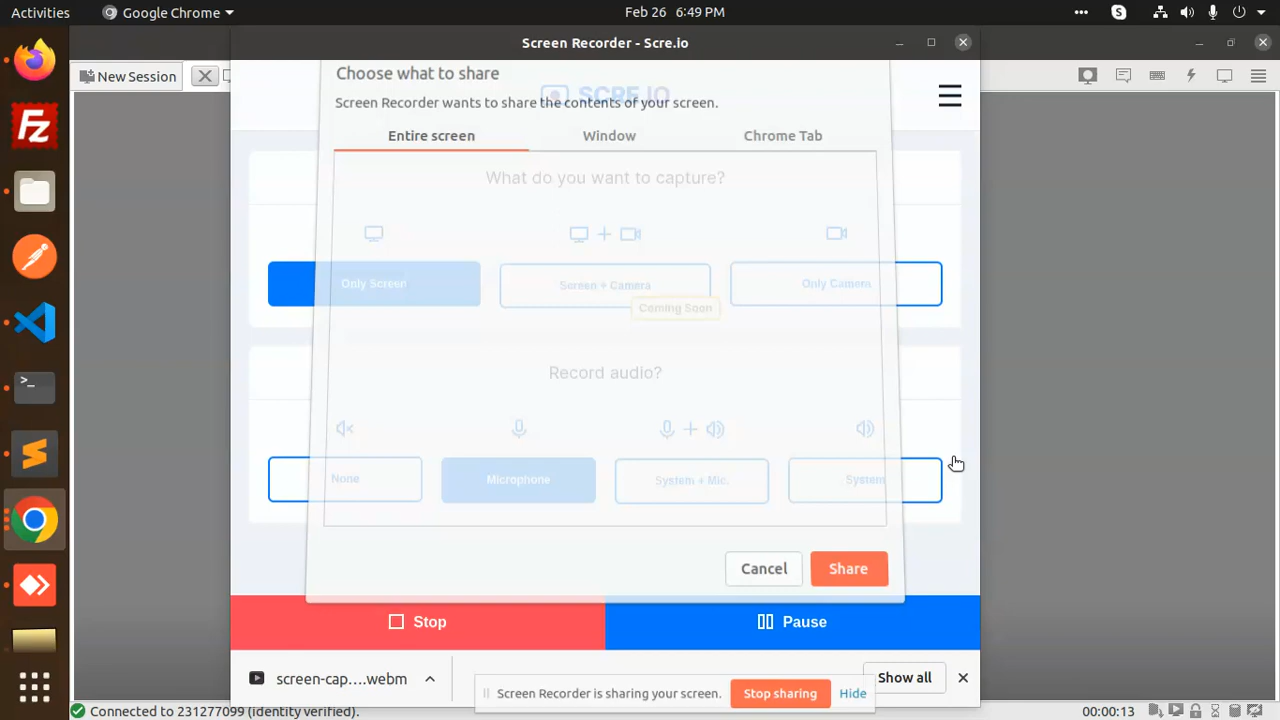 Activities
Google Chrome
Feb 26 6:49 PM
Screen Recorder - Scre.io
New Session
Choose what to share
SCRE.IO
Screen Recorder wants to share the contents of your screen.
Entire screen
Window
Chrome Tab
What do you want to capture?
Only Screen
Screen + Camera
Only Camera
Coming Soon
Record audio?
None
Microphone
System + Mic.
System
Cancel
Share
Stop
Pause
screen-cap....webm
Screen Recorder is sharing your screen.
Stop sharing
Hide
Show all
Connected to 231277099 (identity verified).
00:00:13